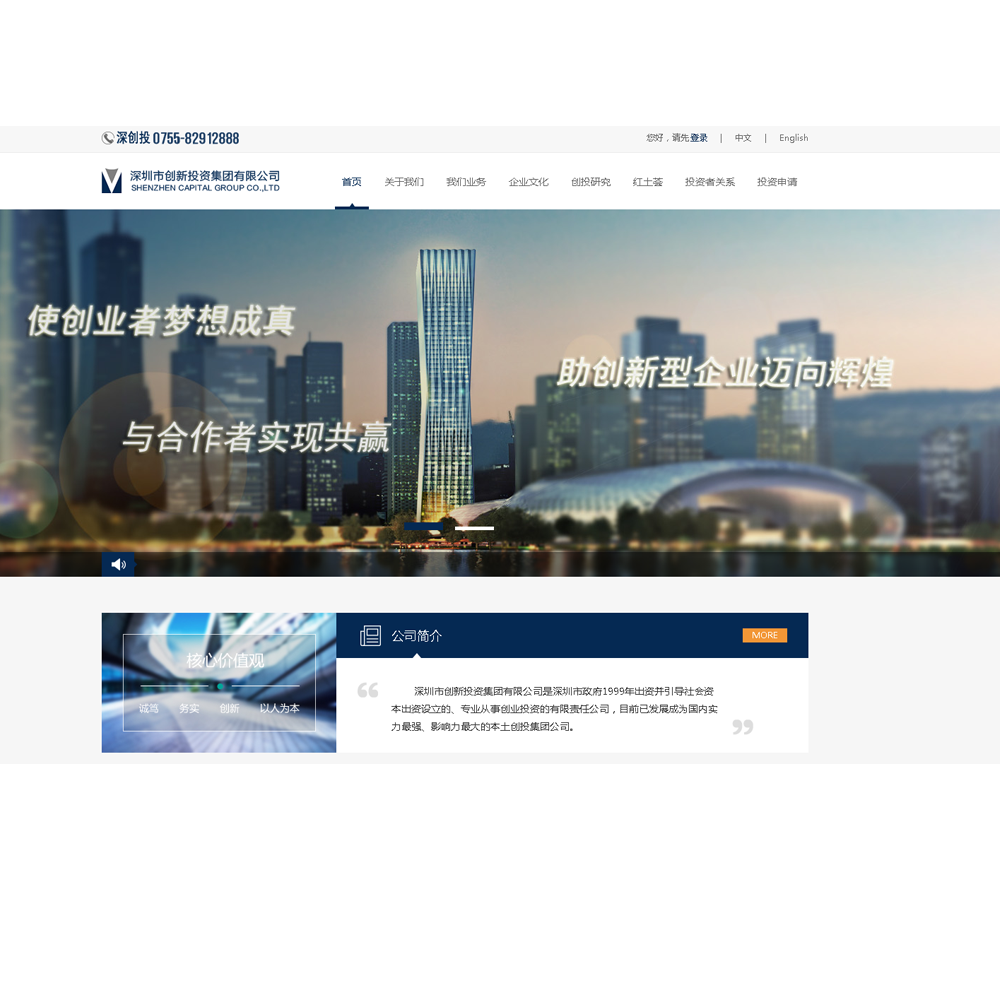 深创投 0755-82912888
您好，请先登录 | 中文 | English
深圳市创新投资集团有限公司
SHENZHEN CAPITAL GROUP CO.,LTD
首页 关于我们 我们业务 企业文化 创投研究 红土荟 投资者关系 投资申请
使创业者梦想成真
助创新型企业迈向辉煌
与合作者实现共赢
公司简介
MORE
核心价值观
诚笃 务实 创新 以人为本
深圳市创新投资集团有限公司是深圳市政府1999年出资并引导社会资
本出资设立的、专业从事创业投资的有限责任公司，目前已发展成为国内实
力最强、影响力最大的本土创投集团公司。